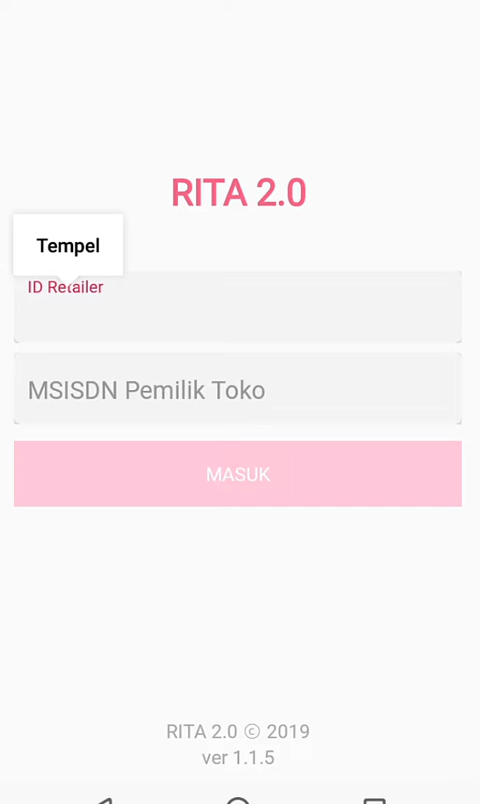 RITA 2.0
Tempel
ID Retailer
MSISDN Pemilik Toko
MASUK
RITA 2.0 © 2019
ver 1.1.5